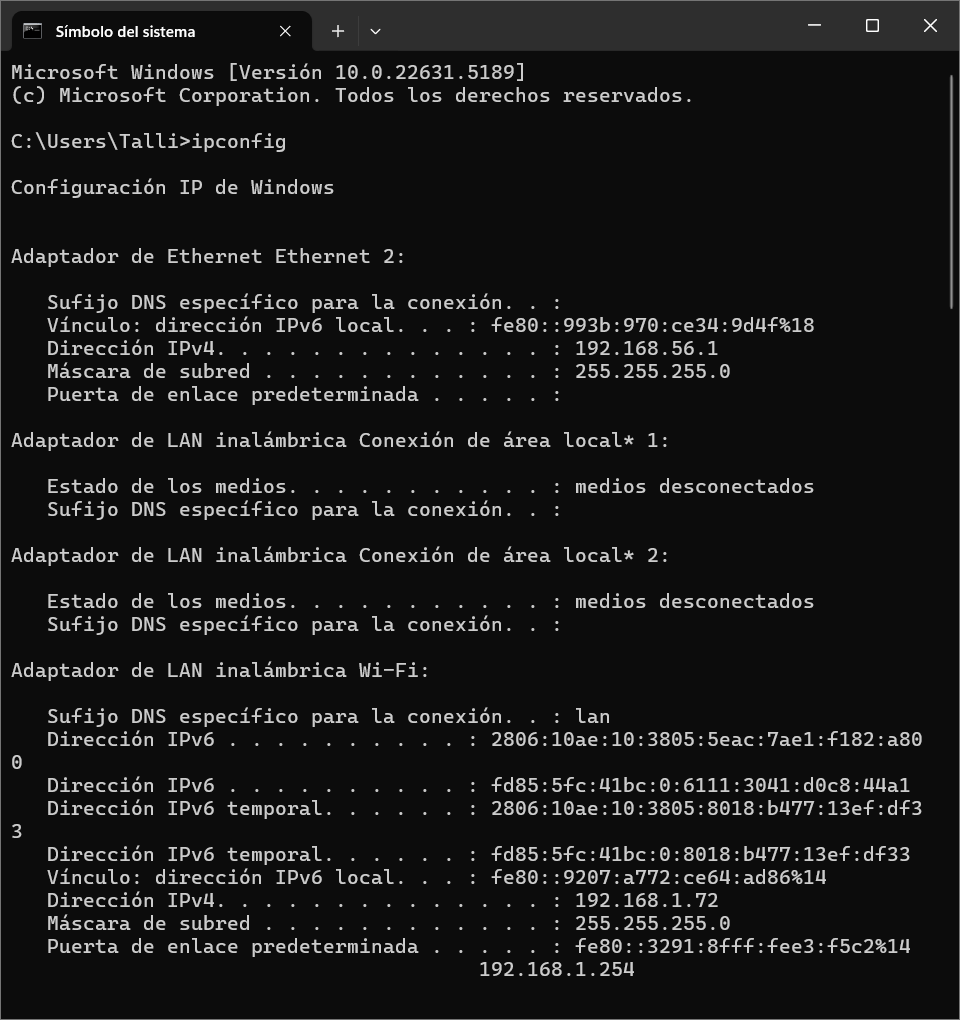 Símbolo del sistema
Microsoft Windows [Versión 10.0.22631.5189]
(c) Microsoft Corporation. Todos los derechos reservados.
C:\Users\Talli>ipconfig
Configuración IP de Windows
Adaptador de Ethernet Ethernet 2:
   Sufijo DNS específico para la conexión. . :
   Vínculo: dirección IPv6 local. . . : fe80::993b:970:ce34:9d4f%18
   Dirección IPv4. . . . . . . . . . . . . . : 192.168.56.1
   Máscara de subred . . . . . . . . . . . . : 255.255.255.0
   Puerta de enlace predeterminada . . . . . :
Adaptador de LAN inalámbrica Conexión de área local* 1:
   Estado de los medios. . . . . . . . . . . : medios desconectados
   Sufijo DNS específico para la conexión. . :
Adaptador de LAN inalámbrica Conexión de área local* 2:
   Estado de los medios. . . . . . . . . . . : medios desconectados
   Sufijo DNS específico para la conexión. . :
Adaptador de LAN inalámbrica Wi-Fi:
   Sufijo DNS específico para la conexión. . : lan
   Dirección IPv6 . . . . . . . . . . : 2806:10ae:10:3805:5eac:7ae1:f182:a80
0
   Dirección IPv6 . . . . . . . . . . : fd85:5fc:41bc:0:6111:3041:d0c8:44a1
   Dirección IPv6 temporal. . . . . . : 2806:10ae:10:3805:8018:b477:13ef:df3
3
   Dirección IPv6 temporal. . . . . . : fd85:5fc:41bc:0:8018:b477:13ef:df33
   Vínculo: dirección IPv6 local. . . : fe80::9207:a772:ce64:ad86%14
   Dirección IPv4. . . . . . . . . . . . . . : 192.168.1.72
   Máscara de subred . . . . . . . . . . . . : 255.255.255.0
   Puerta de enlace predeterminada . . . . . : fe80::3291:8fff:fee3:f5c2%14
                                       192.168.1.254